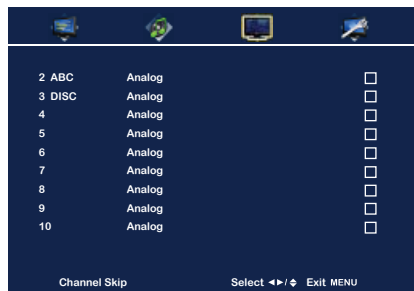 2 ABC Analog
3 DISC Analog
4 Analog
5 Analog
6 Analog
7 Analog
8 Analog
9 Analog
10 Analog
Channel Skip Select ◄►/◆ Exit MENU